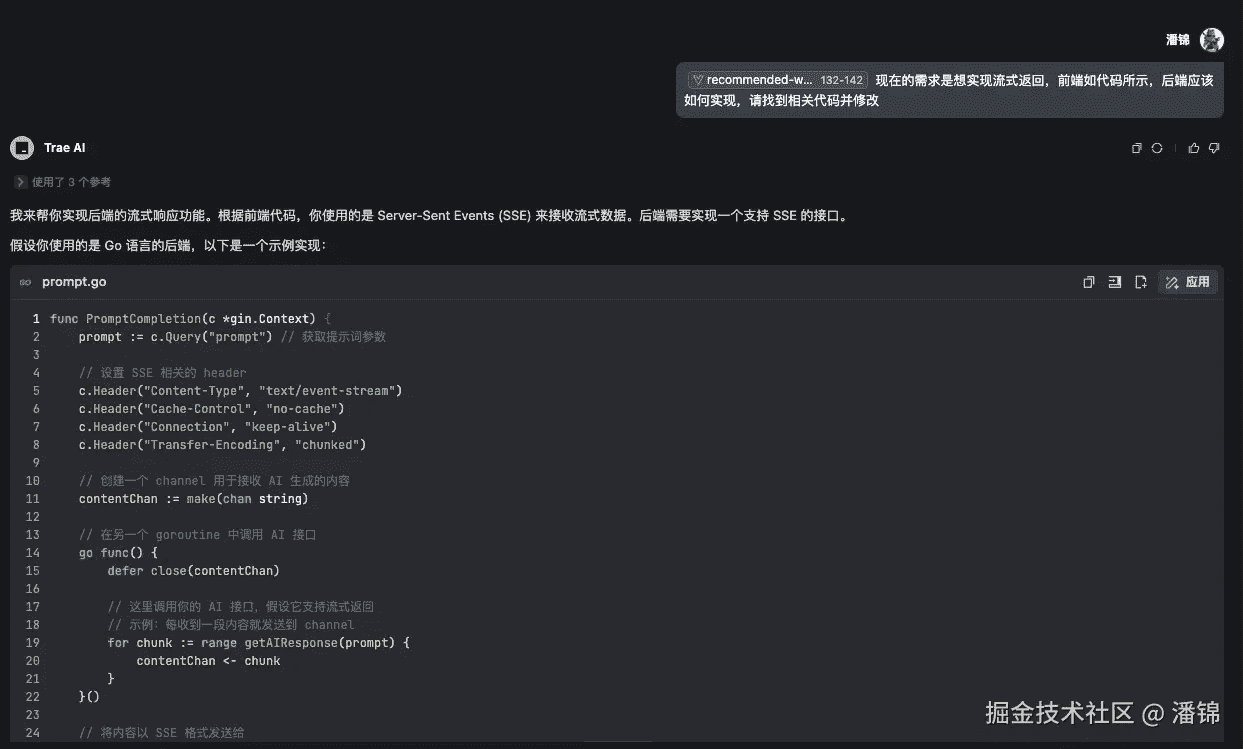 潘锦
recommended-w... 132-142 现在的需求是想实现流式返回，前端如代码所示，后端应该
如何实现，请找到相关代码并修改
Trae AI
使用了 3 个参考
我来帮你实现后端的流式响应功能。根据前端代码，你使用的是 Server-Sent Events (SSE) 来接收流式数据。后端需要实现一个支持 SSE 的接口。
假设你使用的是 Go 语言的后端，以下是一个示例实现：
prompt.go
应用
1 func PromptCompletion(c *gin.Context) {
2 prompt := c.Query("prompt") // 获取提示词参数
3
4 // 设置 SSE 相关的 header
5 c.Header("Content-Type", "text/event-stream")
6 c.Header("Cache-Control", "no-cache")
7 c.Header("Connection", "keep-alive")
8 c.Header("Transfer-Encoding", "chunked")
9
10 // 创建一个 channel 用于接收 AI 生成的内容
11 contentChan := make(chan string)
12
13 // 在另一个 goroutine 中调用 AI 接口
14 go func() {
15 defer close(contentChan)
16
17 // 这里调用你的 AI 接口，假设它支持流式返回
18 // 示例：每收到一段内容就发送到 channel
19 for chunk := range getAIResponse(prompt) {
20 contentChan <- chunk
21 }
22 }()
23
24 // 将内容以 SSE 格式发送给
掘金技术社区 @ 潘锦